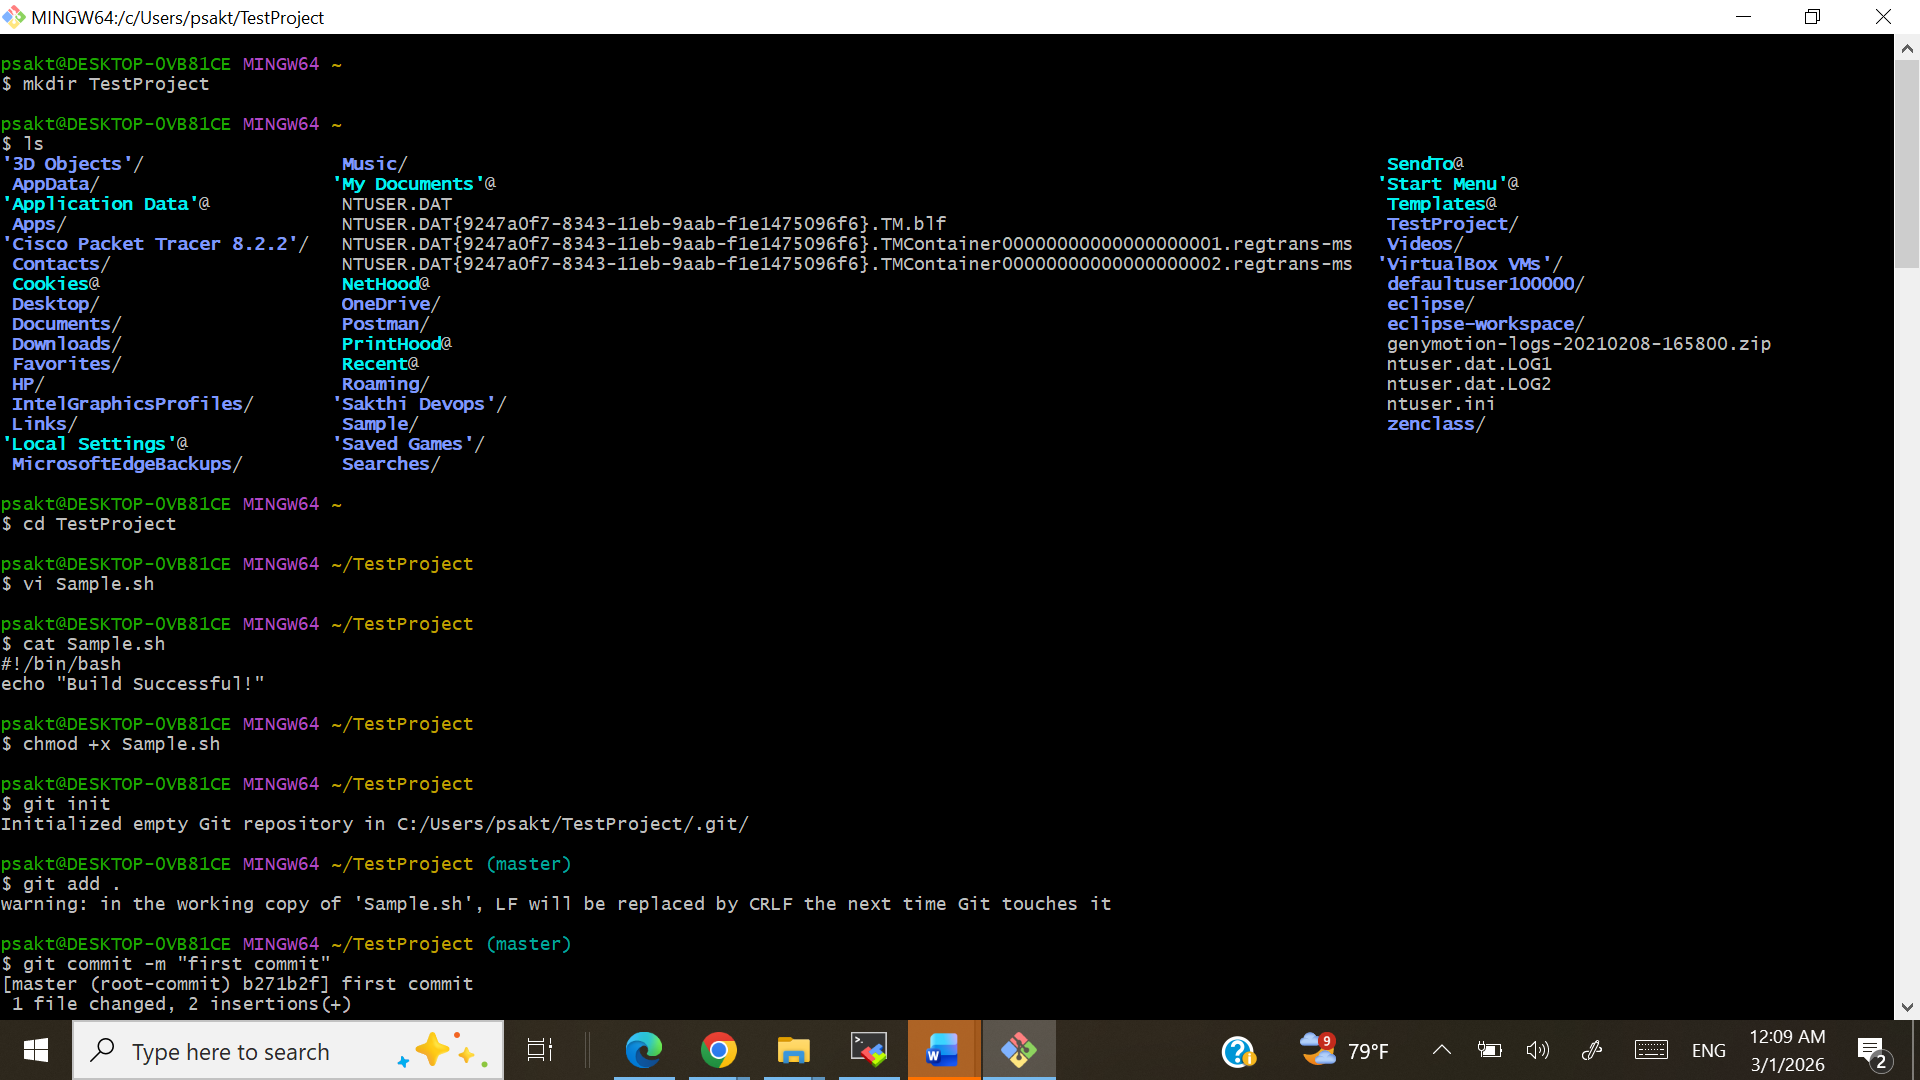 MINGW64:/c/Users/psakt/TestProject
psakt@DESKTOP-0VB81CE MINGW64 ~
$ mkdir TestProject
psakt@DESKTOP-0VB81CE MINGW64 ~
$ ls
'3D Objects'/ Music/ SendTo@
AppData/ 'My Documents'@ 'Start Menu'@
'Application Data'@ NTUSER.DAT Templates@
Apps/ NTUSER.DAT{9247a0f7-8343-11eb-9aab-f1e1475096f6}.TM.blf TestProject/
'Cisco Packet Tracer 8.2.2'/ NTUSER.DAT{9247a0f7-8343-11eb-9aab-f1e1475096f6}.TMContainer00000000000000000001.regtrans-ms Videos/
Contacts/ NTUSER.DAT{9247a0f7-8343-11eb-9aab-f1e1475096f6}.TMContainer00000000000000000002.regtrans-ms 'VirtualBox VMs'/
Cookies@ NetHood@ defaultuser100000/
Desktop/ OneDrive/ eclipse/
Documents/ Postman/ eclipse-workspace/
Downloads/ PrintHood@ genymotion-logs-20210208-165800.zip
Favorites/ Recent@ ntuser.dat.LOG1
HP/ Roaming/ ntuser.dat.LOG2
IntelGraphicsProfiles/ 'Sakthi Devops'/ ntuser.ini
Links/ Sample/ zenclass/
'Local Settings'@ 'Saved Games'/
MicrosoftEdgeBackups/ Searches/
psakt@DESKTOP-0VB81CE MINGW64 ~
$ cd TestProject
psakt@DESKTOP-0VB81CE MINGW64 ~/TestProject
$ vi Sample.sh
psakt@DESKTOP-0VB81CE MINGW64 ~/TestProject
$ cat Sample.sh
#!/bin/bash
echo "Build Successful!"
psakt@DESKTOP-0VB81CE MINGW64 ~/TestProject
$ chmod +x Sample.sh
psakt@DESKTOP-0VB81CE MINGW64 ~/TestProject
$ git init
Initialized empty Git repository in C:/Users/psakt/TestProject/.git/
psakt@DESKTOP-0VB81CE MINGW64 ~/TestProject (master)
$ git add .
warning: in the working copy of 'Sample.sh', LF will be replaced by CRLF the next time Git touches it
psakt@DESKTOP-0VB81CE MINGW64 ~/TestProject (master)
$ git commit -m "first commit"
[master (root-commit) b271b2f] first commit
1 file changed, 2 insertions(+)
Type here to search
9
79°F
ENG
12:09 AM
3/1/2026
2